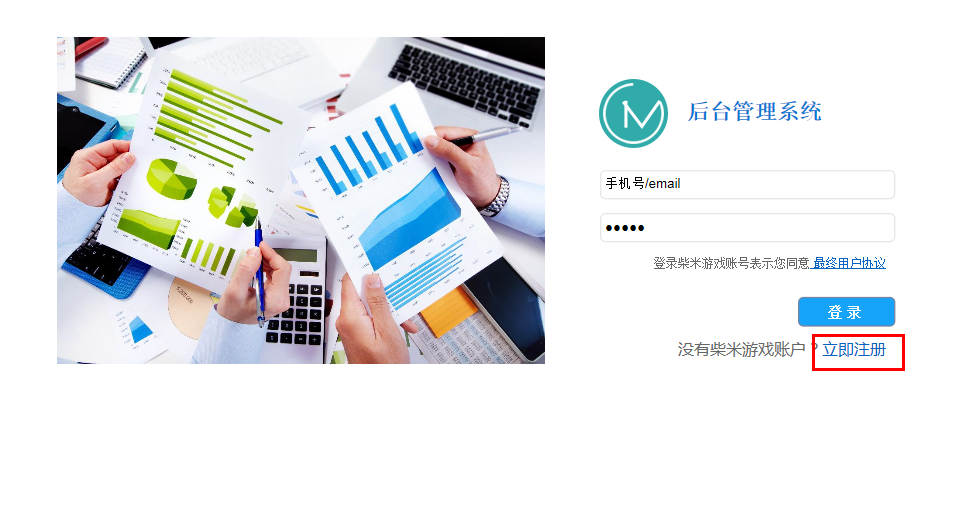 后台管理系统
手机号/email
•••••
登录柴米游戏账号表示您同意 最终用户协议
登 录
没有柴米游戏账户？立即注册